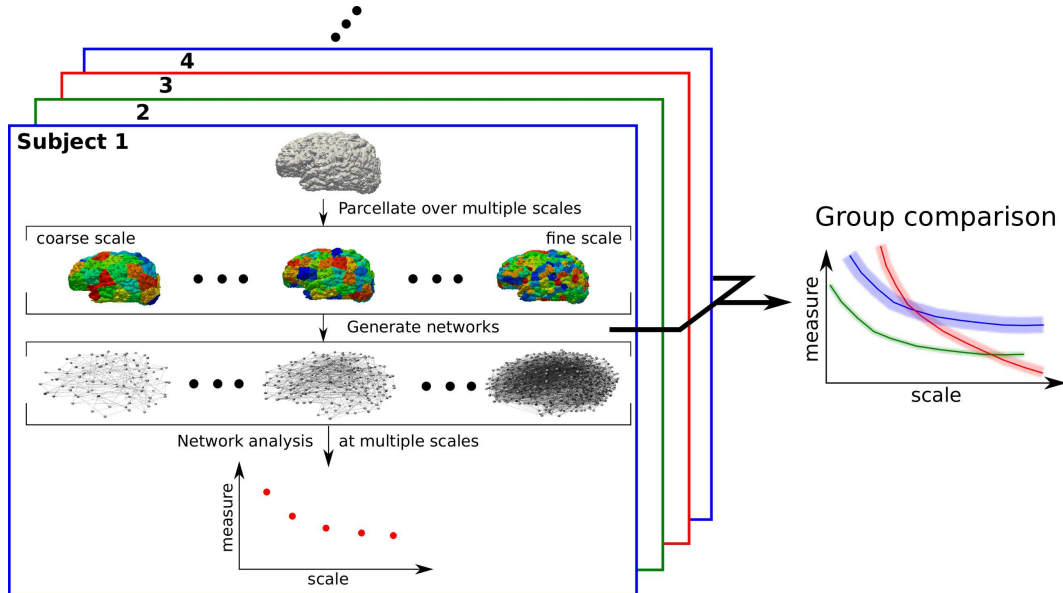 4
3
2
Subject 1
Parcellate over multiple scales
coarse scale
fine scale
Generate networks
Network analysis
at multiple scales
measure
scale
Group comparison
measure
scale